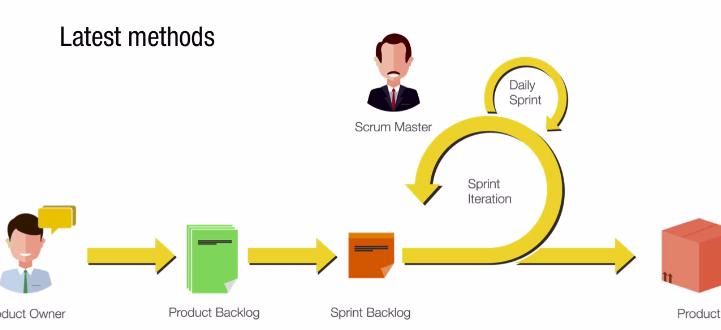 Latest methods
Daily
Sprint
Scrum Master
Sprint
Iteration
oduct Owner
Product Backlog
Sprint Backlog
Product